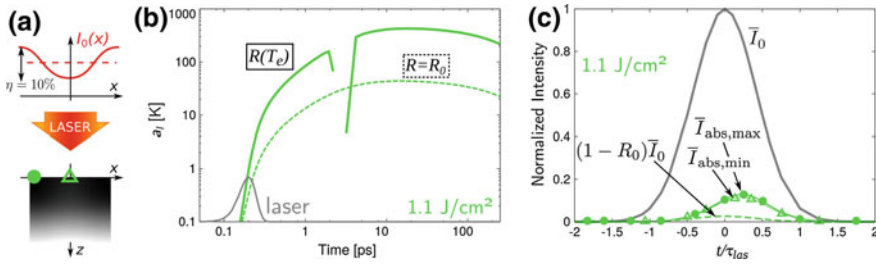 (a)
I₀(x)
η = 10%
x
LASER
x
z
(b)
1000
100
10
1
0.1
a_l [K]
R(T_e)
R=R₀
laser
1.1 J/cm²
0.1
1
10
100
Time [ps]
(c)
1
0.8
0.6
0.4
0.2
0
Normalized Intensity
Ī₀
1.1 J/cm²
Ī_abs,max
Ī_abs,min
(1 − R₀)Ī₀
-2
-1.5
-1
-0.5
0
0.5
1
1.5
2
t/τ_las